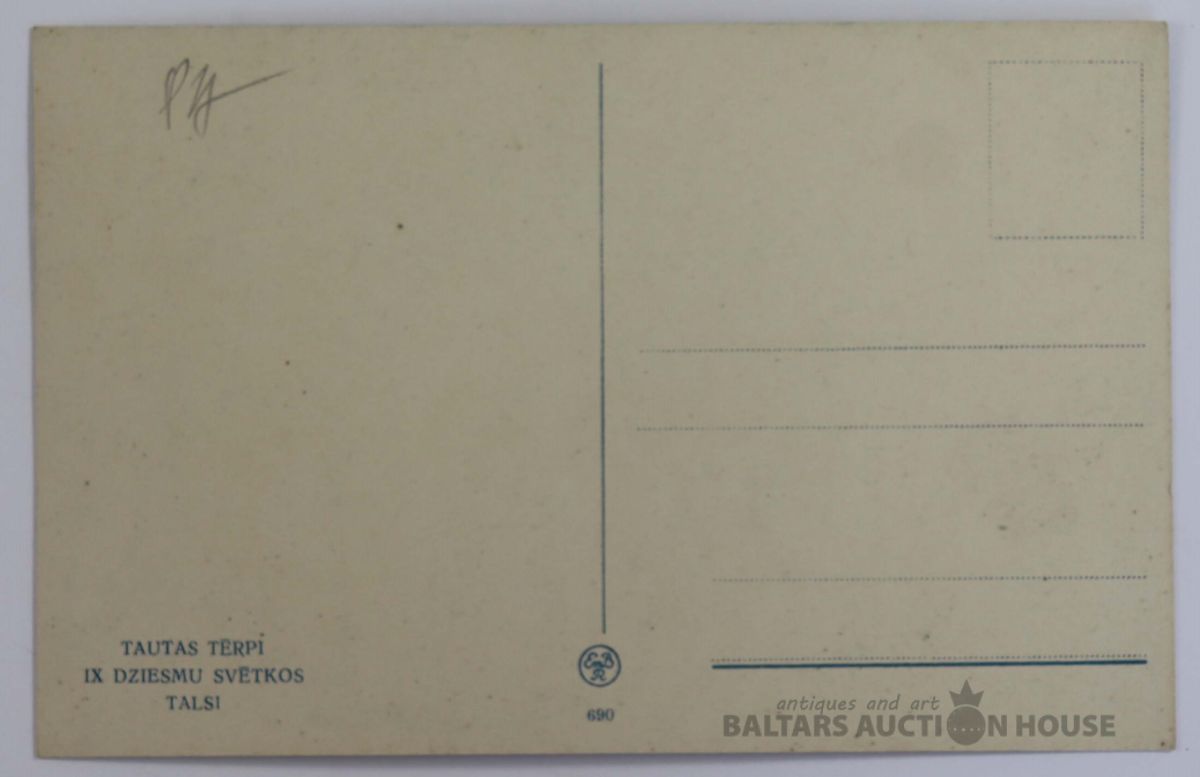 TAUTAS TĒRPI
IX DZIESMU SVĒTKOS
TALSI
690
antiques and art
BALTARS AUCTION HOUSE